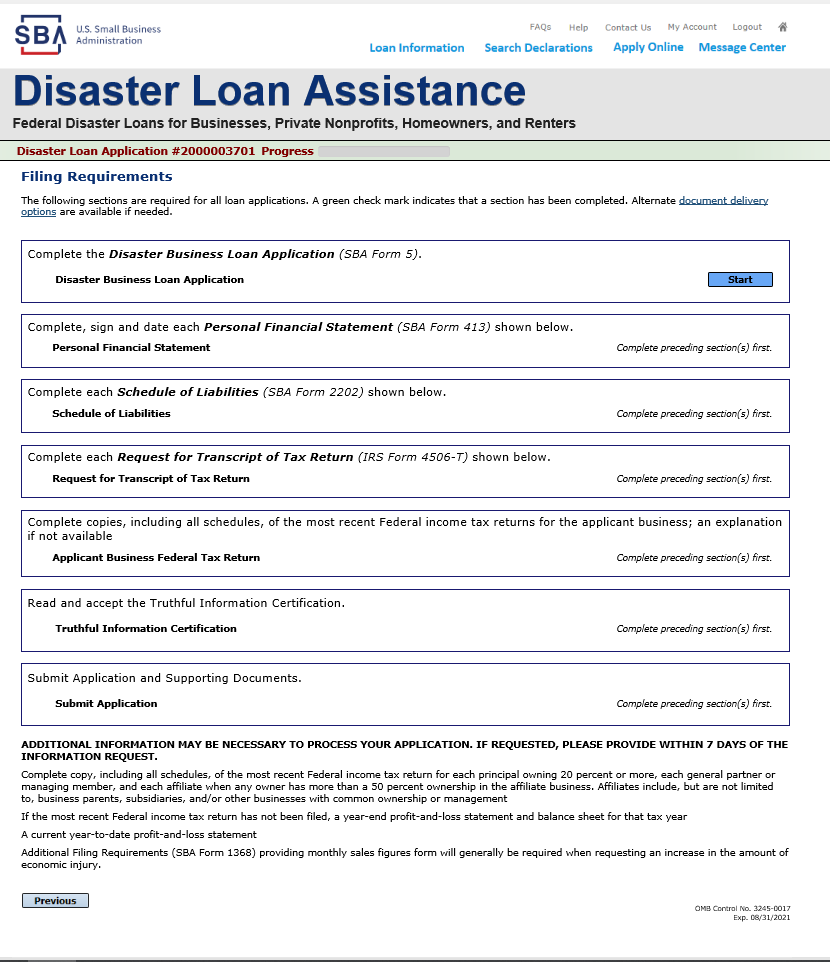 SBA U.S. Small Business
Administration
FAQs Help Contact Us My Account Logout
Loan Information Search Declarations Apply Online Message Center
Disaster Loan Assistance
Federal Disaster Loans for Businesses, Private Nonprofits, Homeowners, and Renters
Disaster Loan Application #2000003701 Progress
Filing Requirements
The following sections are required for all loan applications. A green check mark indicates that a section has been completed. Alternate document delivery
options are available if needed.
Complete the Disaster Business Loan Application (SBA Form 5).
Disaster Business Loan Application Start
Complete, sign and date each Personal Financial Statement (SBA Form 413) shown below.
Personal Financial Statement Complete preceding section(s) first.
Complete each Schedule of Liabilities (SBA Form 2202) shown below.
Schedule of Liabilities Complete preceding section(s) first.
Complete each Request for Transcript of Tax Return (IRS Form 4506-T) shown below.
Request for Transcript of Tax Return Complete preceding section(s) first.
Complete copies, including all schedules, of the most recent Federal income tax returns for the applicant business; an explanation
if not available
Applicant Business Federal Tax Return Complete preceding section(s) first.
Read and accept the Truthful Information Certification.
Truthful Information Certification Complete preceding section(s) first.
Submit Application and Supporting Documents.
Submit Application Complete preceding section(s) first.
ADDITIONAL INFORMATION MAY BE NECESSARY TO PROCESS YOUR APPLICATION. IF REQUESTED, PLEASE PROVIDE WITHIN 7 DAYS OF THE
INFORMATION REQUEST.
Complete copy, including all schedules, of the most recent Federal income tax return for each principal owning 20 percent or more, each general partner or
managing member, and each affiliate when any owner has more than a 50 percent ownership in the affiliate business. Affiliates include, but are not limited
to, business parents, subsidiaries, and/or other businesses with common ownership or management
If the most recent Federal income tax return has not been filed, a year-end profit-and-loss statement and balance sheet for that tax year
A current year-to-date profit-and-loss statement
Additional Filing Requirements (SBA Form 1368) providing monthly sales figures form will generally be required when requesting an increase in the amount of
economic injury.
Previous
OMB Control No. 3245-0017
Exp. 08/31/2021